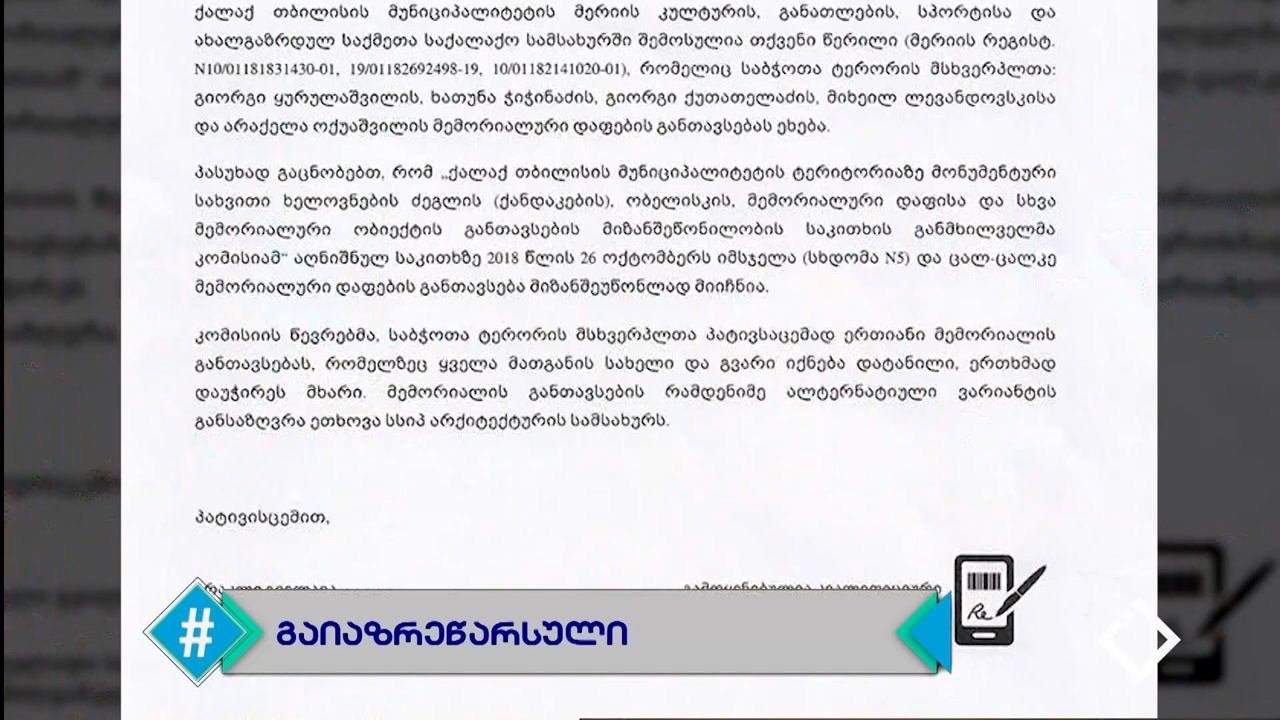 ქალაქ თბილისის მუნიციპალიტეტის მერიის კულტურის, განათლების, სპორტისა და
ახალგაზრდულ საქმეთა საქალაქო სამსახურში შემოსულია თქვენი წერილი (მერიის რეგისტ.
N10/01181831430-01, 19/01182692498-19, 10/01182141020-01), რომელიც საბჭოთა ტერორის მსხვერპლთა:
გიორგი ყურულაშვილის, ხათუნა ჭიჭინაძის, გიორგი ქუთათელაძის, მიხეილ ლევანდოვსკისა
და არაქელა ოქუაშვილის მემორიალური დაფების განთავსებას ეხება.
პასუხად გაცნობებთ, რომ „ქალაქ თბილისის მუნიციპალიტეტის ტერიტორიაზე მონუმენტური
სახვითი ხელოვნების ძეგლის (ქანდაკების), ობელისკის, მემორიალური დაფისა და სხვა
მემორიალური ობიექტის განთავსების მიზანშეწონილობის საკითხის განმხილველმა
კომისიამ“ აღნიშნულ საკითხზე 2018 წლის 26 ოქტომბერს იმსჯელა (სხდომა N5) და ცალ-ცალკე
მემორიალური დაფების განთავსება მიზანშეუწონლად მიიჩნია.
კომისიის წევრებმა, საბჭოთა ტერორის მსხვერპლთა პატივსაცემად ერთიანი მემორიალის
განთავსებას, რომელზეც ყველა მათგანის სახელი და გვარი იქნება დატანილი, ერთხმად
დაუჭირეს მხარი. მემორიალის განთავსების რამდენიმე ალტერნატიული ვარიანტის
განსაზღვრა ეთხოვა სსიპ არქიტექტურის სამსახურს.
პატივისცემით,
# გაიაზრეწარსული